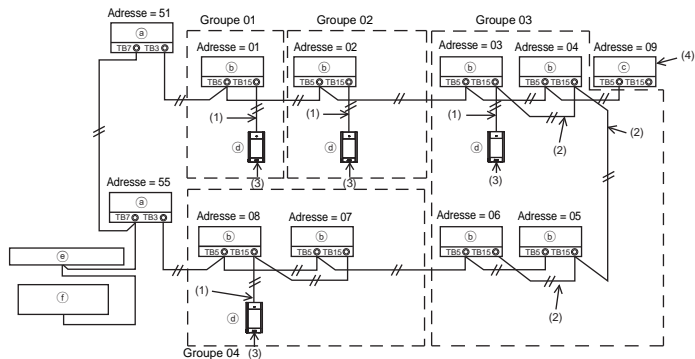 Groupe 01
Groupe 02
Groupe 03
Adresse = 51
ⓐ
TB7 TB3
Adresse = 01
ⓑ
TB5 TB15
Adresse = 02
ⓑ
TB5 TB15
Adresse = 03
ⓑ
TB5 TB15
Adresse = 04
ⓑ
TB5 TB15
Adresse = 09
ⓒ
TB5 TB15
(4)
(1)
(1)
(1)
(2)
(2)
ⓓ
ⓓ
ⓓ
(3)
(3)
(3)
Adresse = 55
ⓐ
TB7 TB3
Adresse = 08
ⓑ
TB5 TB15
Adresse = 07
ⓑ
TB5 TB15
Adresse = 06
ⓑ
TB5 TB15
Adresse = 05
ⓑ
TB5 TB15
ⓔ
ⓕ
(1)
(2)
ⓓ
Groupe 04
(3)